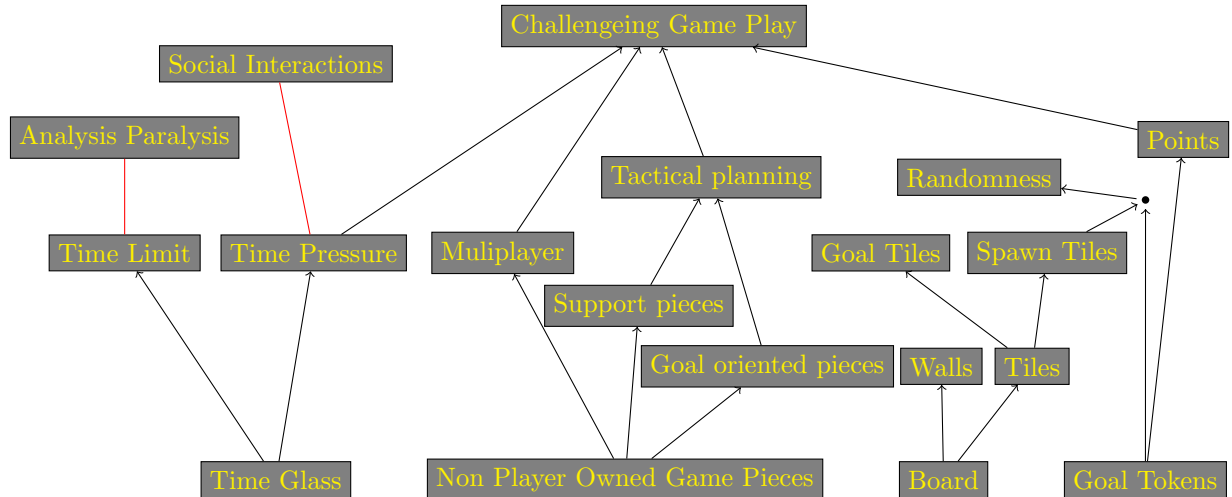 Challengeing Game Play
Social Interactions
Analysis Paralysis
Points
Tactical planning
Randomness
Time Limit
Time Pressure
Muliplayer
Goal Tiles
Spawn Tiles
Support pieces
Goal oriented pieces
Walls
Tiles
Time Glass
Non Player Owned Game Pieces
Board
Goal Tokens